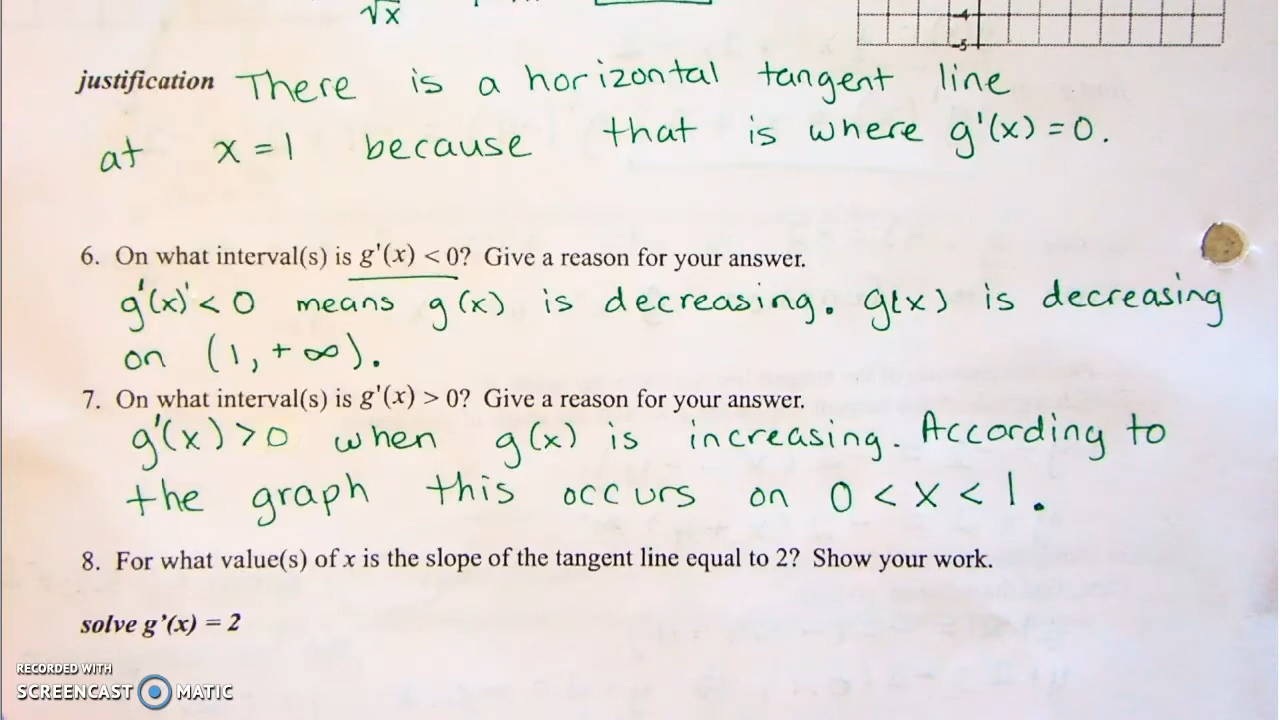 √x
-4
-5
justification There is a horizontal tangent line
at x = 1 because that is where g'(x) = 0.
6. On what interval(s) is g'(x) < 0? Give a reason for your answer.
g'(x)' < 0 means g(x) is decreasing. g(x) is decreasing
on (1, +∞).
7. On what interval(s) is g'(x) > 0? Give a reason for your answer.
g'(x) > 0 when g(x) is increasing. According to
the graph this occurs on 0 < x < 1.
8. For what value(s) of x is the slope of the tangent line equal to 2? Show your work.
solve g'(x) = 2
RECORDED WITH
SCREENCAST MATIC